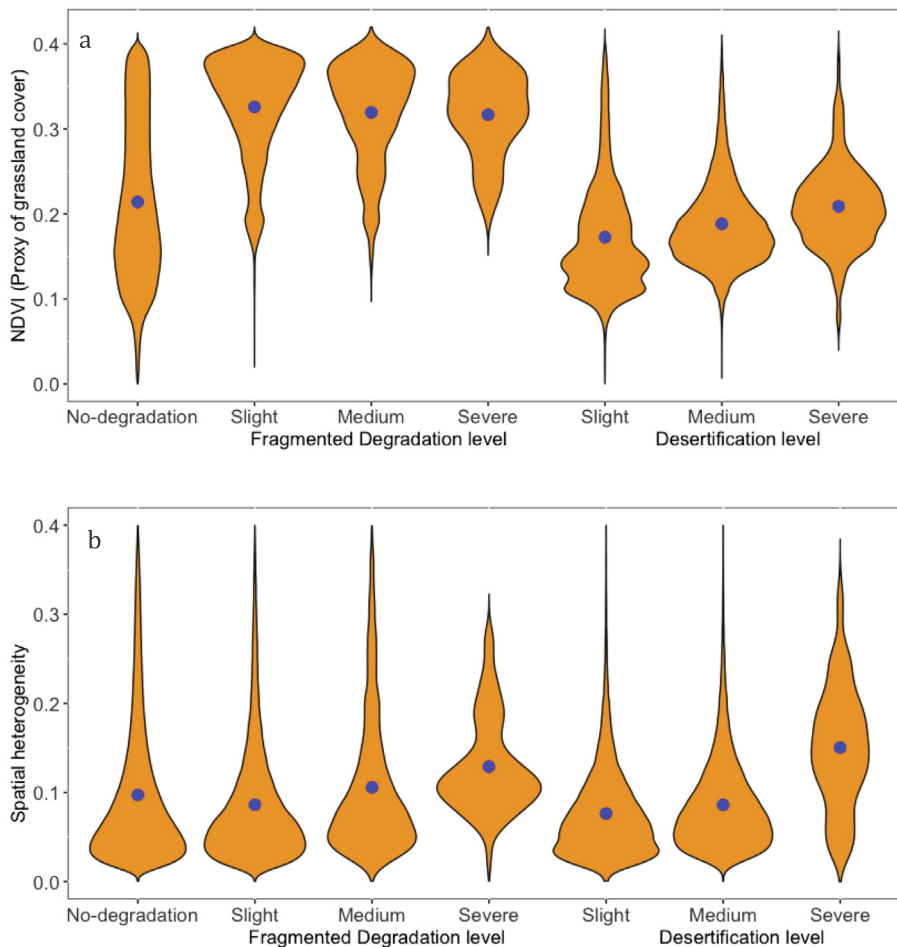 a
NDVI (Proxy of grassland cover)
0.4
0.3
0.2
0.1
0.0
No-degradation Slight Medium Severe Slight Medium Severe
Fragmented Degradation level Desertification level
b
Spatial heterogeneity
0.4
0.3
0.2
0.1
0.0
No-degradation Slight Medium Severe Slight Medium Severe
Fragmented Degradation level Desertification level